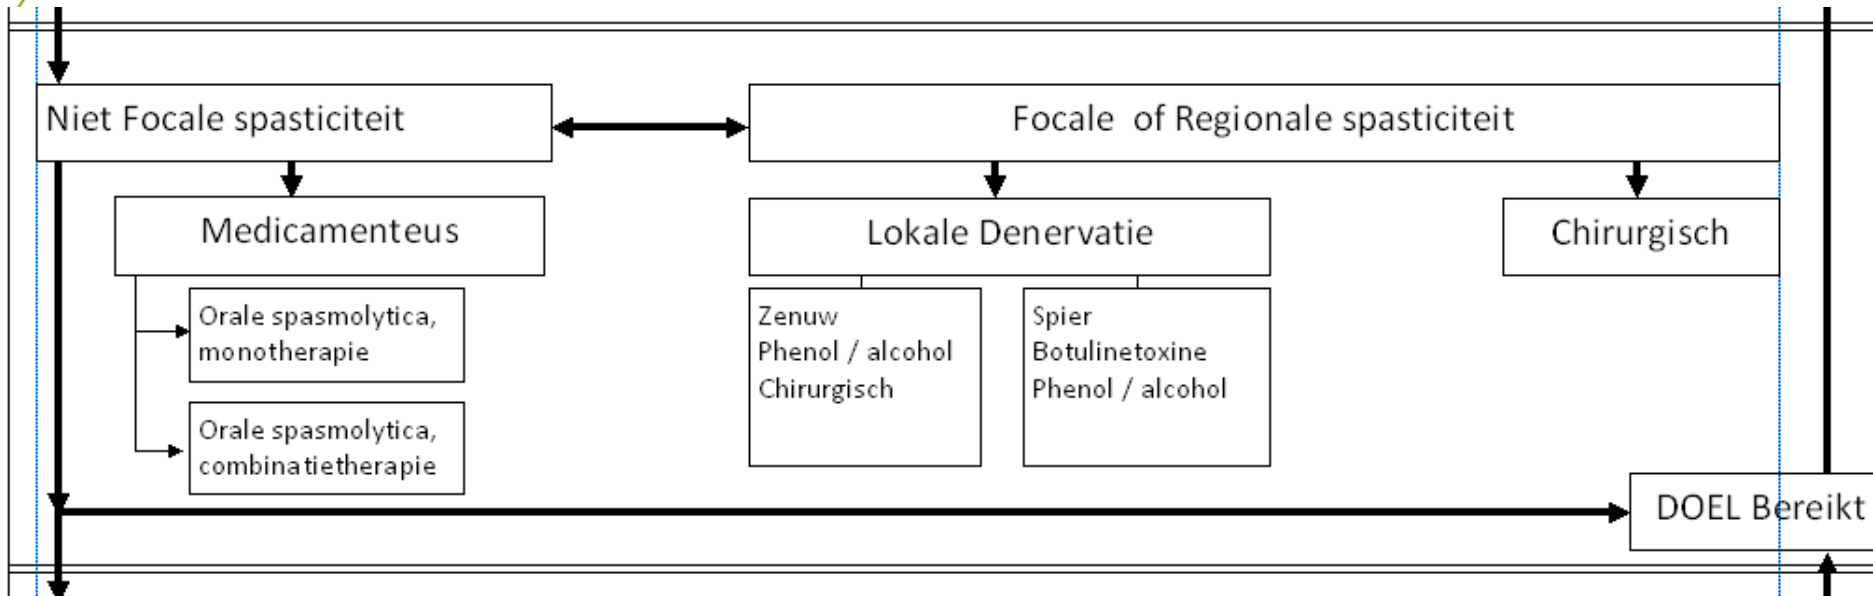 Niet Focale spasticiteit
Focale of Regionale spasticiteit
Medicamenteus
Lokale Denervatie
Chirurgisch
Orale spasmolytica,
monotherapie
Orale spasmolytica,
combinatietherapie
Zenuw
Phenol / alcohol
Chirurgisch
Spier
Botulinetoxine
Phenol / alcohol
DOEL Bereikt